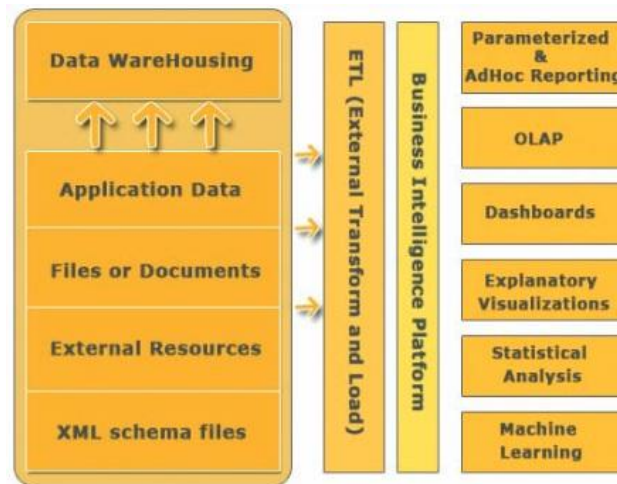 Data WareHousing
Application Data
Files or Documents
External Resources
XML schema files
ETL (External Transform and Load)
Business Intelligence Platform
Parameterized
&
AdHoc Reporting
OLAP
Dashboards
Explanatory
Visualizations
Statistical
Analysis
Machine
Learning